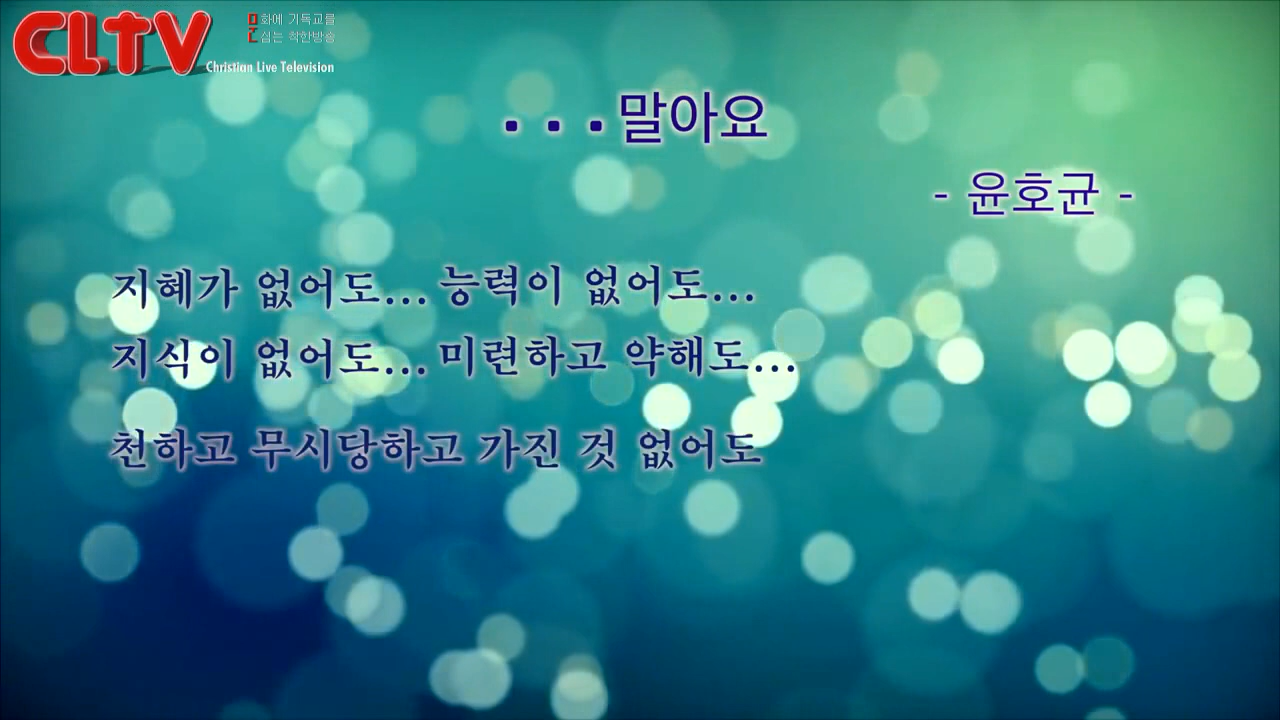 CLTV
문화에 기독교를
심는 착한방송
Christian Live Television
...말아요
- 윤호균 -
지혜가 없어도... 능력이 없어도...
지식이 없어도... 미련하고 약해도...
천하고 무시당하고 가진 것 없어도